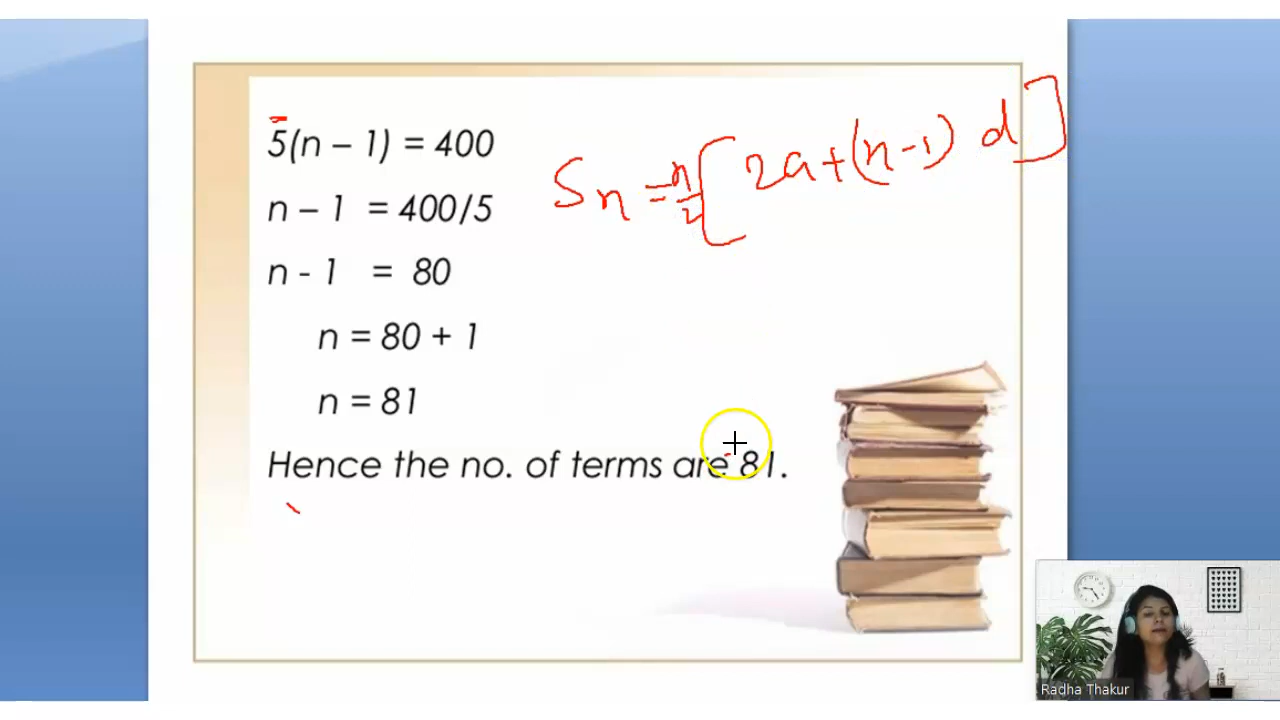 5(n – 1) = 400
n – 1 = 400/5
n - 1 = 80
n = 80 + 1
n = 81
Hence the no. of terms are 81.
Sn = n/2 [2a + (n-1) d]
Radha Thakur